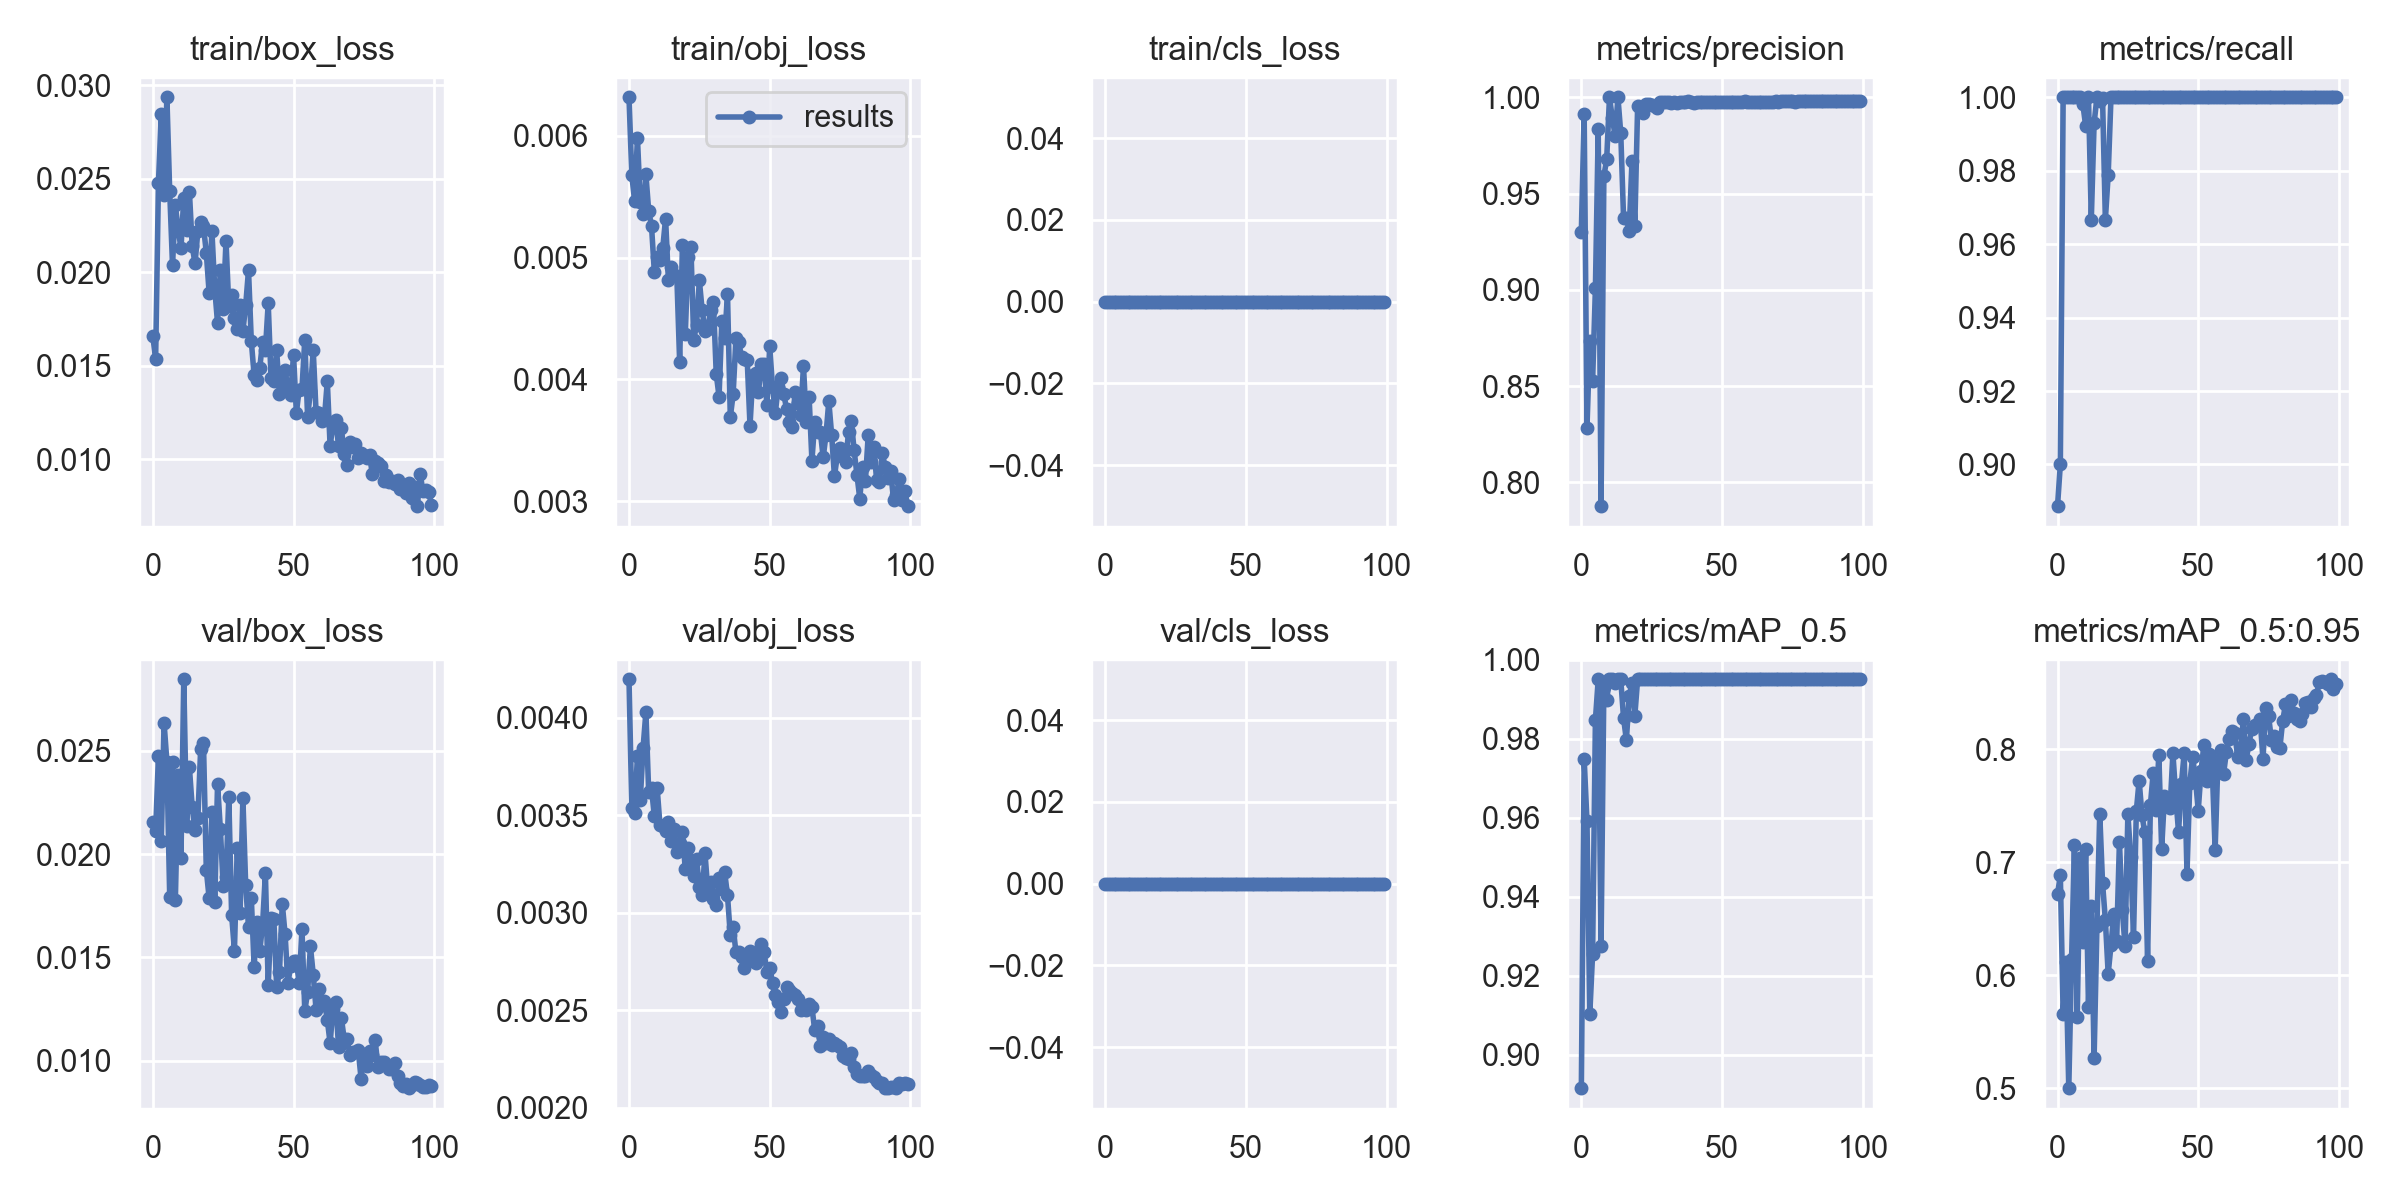 train/box_loss
0.030
0.025
0.020
0.015
0.010
0 50 100
train/obj_loss
results
0.006
0.005
0.004
0.003
0 50 100
train/cls_loss
0.04
0.02
0.00
−0.02
−0.04
0 50 100
metrics/precision
1.00
0.95
0.90
0.85
0.80
0 50 100
metrics/recall
1.00
0.98
0.96
0.94
0.92
0.90
0 50 100
val/box_loss
0.025
0.020
0.015
0.010
0 50 100
val/obj_loss
0.0040
0.0035
0.0030
0.0025
0.0020
0 50 100
val/cls_loss
0.04
0.02
0.00
−0.02
−0.04
0 50 100
metrics/mAP_0.5
1.00
0.98
0.96
0.94
0.92
0.90
0 50 100
metrics/mAP_0.5:0.95
0.8
0.7
0.6
0.5
0 50 100